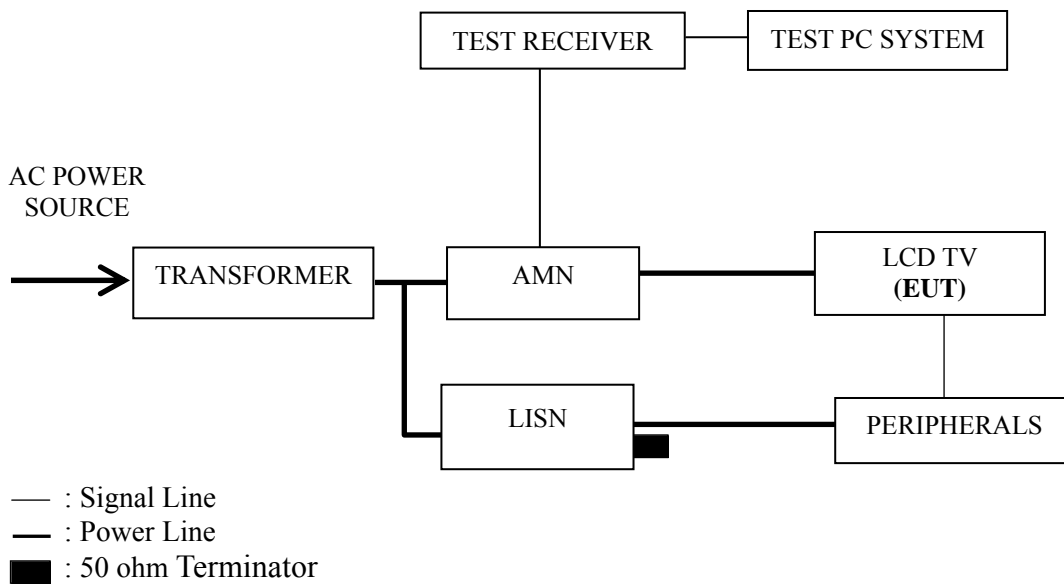 TEST RECEIVER
TEST PC SYSTEM
AC POWER
SOURCE
TRANSFORMER
AMN
LCD TV
(EUT)
LISN
PERIPHERALS
: Signal Line
: Power Line
: 50 ohm Terminator